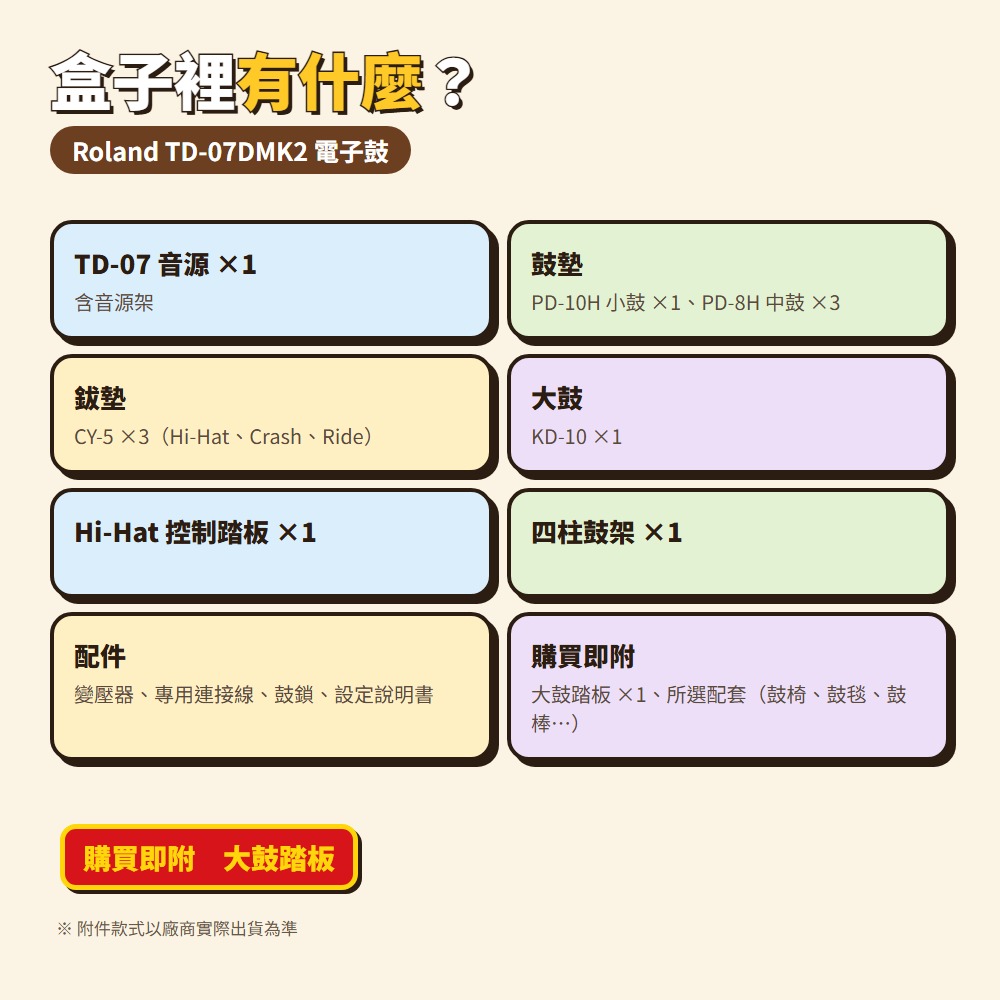 盒子裡有什麼？
Roland TD-07DMK2 電子鼓
TD-07 音源 ×1
含音源架
鼓墊
PD-10H 小鼓 ×1、PD-8H 中鼓 ×3
鈸墊
CY-5 ×3（Hi-Hat、Crash、Ride）
大鼓
KD-10 ×1
Hi-Hat 控制踏板 ×1
四柱鼓架 ×1
配件
變壓器、專用連接線、鼓鎖、設定說明書
購買即附
大鼓踏板 ×1、所選配套（鼓椅、鼓毯、鼓
棒…）
購買即附　大鼓踏板
※ 附件款式以廠商實際出貨為準